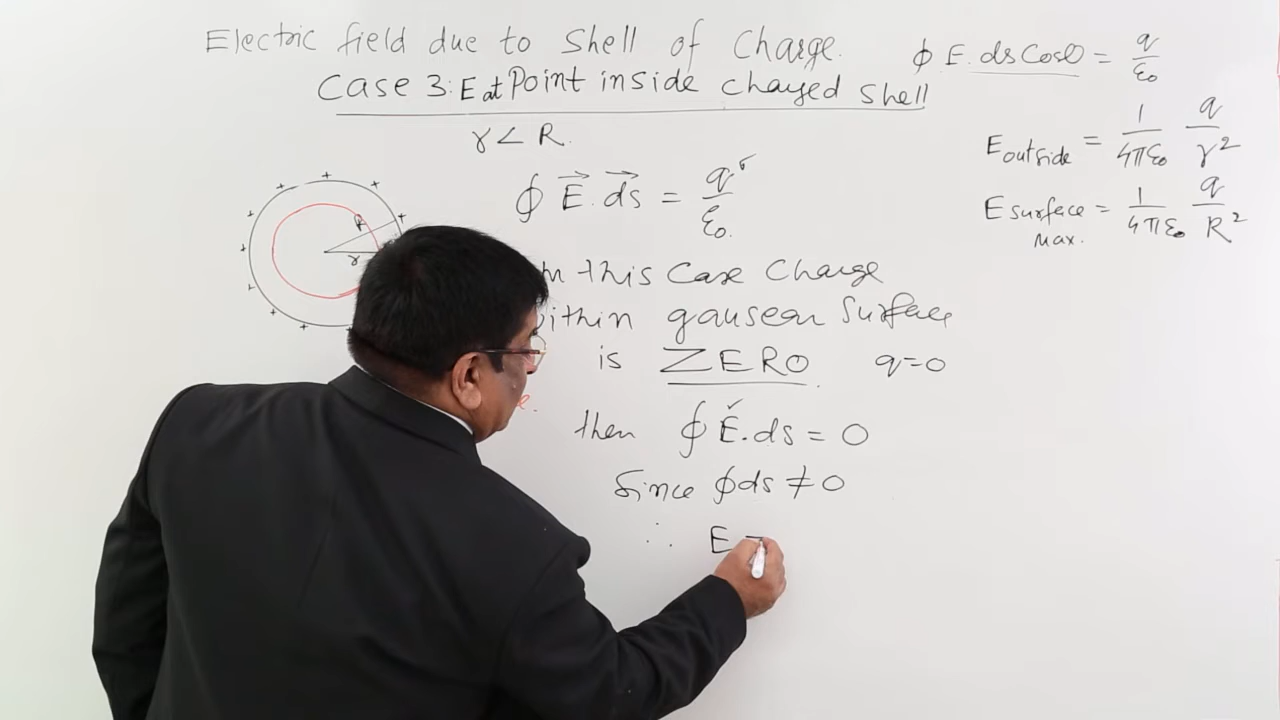 Electric field due to Shell of Charge.
Case 3: E at Point inside charged Shell
r < R.
∮ E⃗ . ds⃗ = q/ε₀.
this Case Charge
within gausean Surface
is ZERO q=0
then ∮ E.ds = 0
Since ∮ds ≠ 0
∴ E
∮ E. ds Cosθ = q/ε₀
E outside = 1/4πε₀ q/r²
E surface = 1/4πε₀ q/R²
Max.
+ + + + + + + + + +
R
r